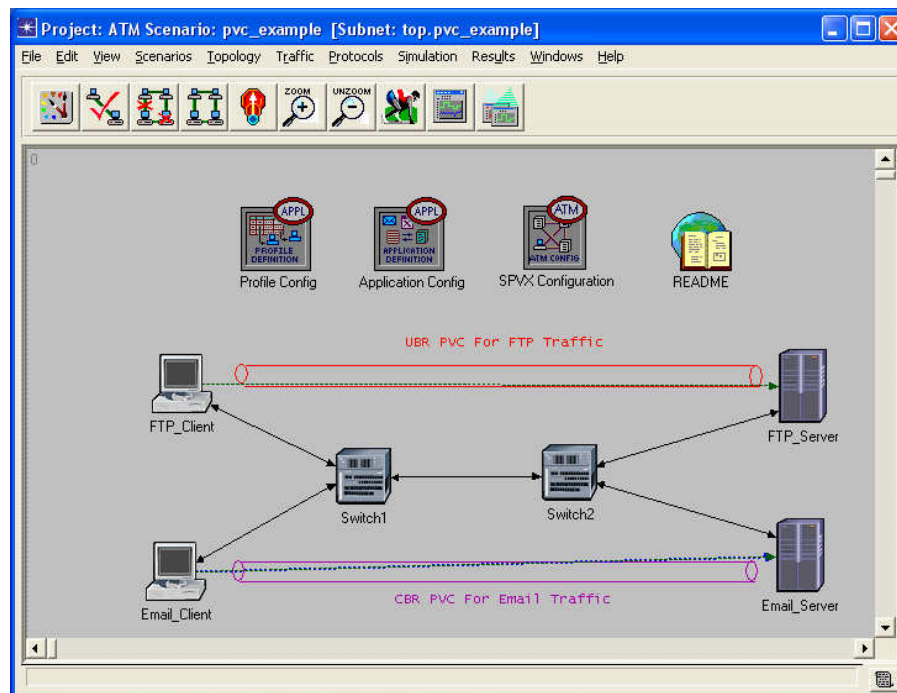 Project: ATM Scenario: pvc_example [Subnet: top.pvc_example]
File Edit View Scenarios Topology Traffic Protocols Simulation Results Windows Help
ZOOM UNZOOM
0
APPL APPL ATM
PROFILE DEFINITION APPLICATION DEFINITION ATM CONFIG
Profile Config Application Config SPVX Configuration README
UBR PVC For FTP Traffic
FTP_Client FTP_Server
Switch1 Switch2
CBR PVC For Email Traffic
Email_Client Email_Server